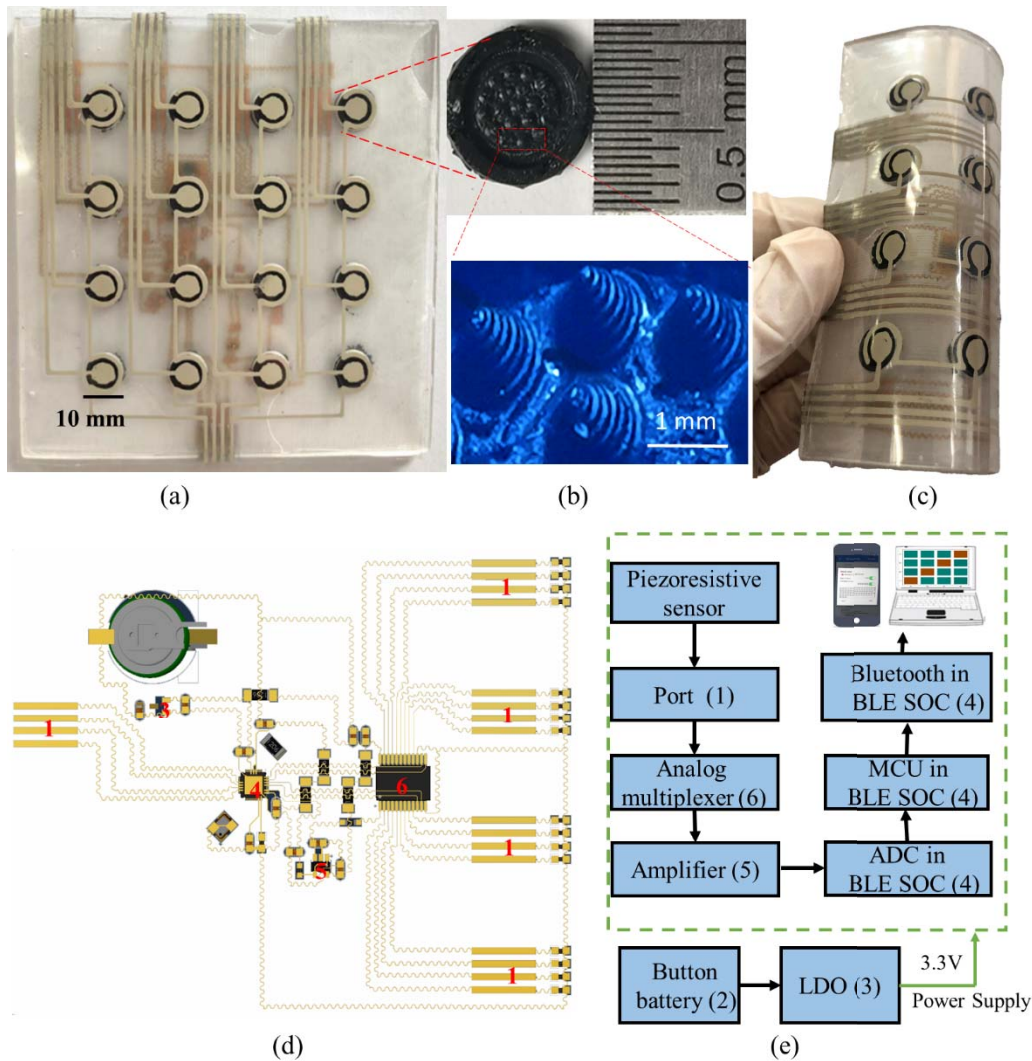 10 mm
0.5 mm
1 mm
(a)
(b)
(c)
1
1
1
3
4
6
1
5
1
(d)
Piezoresistive
sensor
Port (1)
Analog
multiplexer (6)
Amplifier (5)
Bluetooth in
BLE SOC (4)
MCU in
BLE SOC (4)
ADC in
BLE SOC (4)
Button
battery (2)
LDO (3)
3.3V
Power Supply
(e)